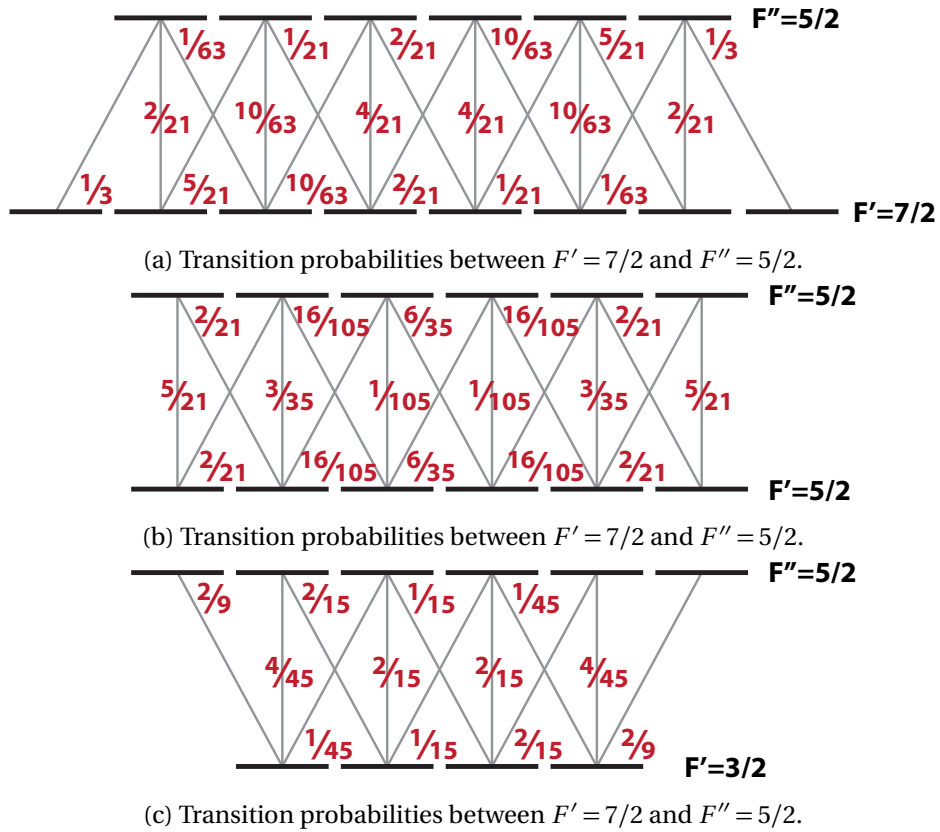 F″=5/2
1/63 1/21 2/21 10/63 5/21 1/3
2/21 10/63 4/21 4/21 10/63 2/21
1/3 5/21 10/63 2/21 1/21 1/63
F′=7/2
(a) Transition probabilities between F′ = 7/2 and F″ = 5/2.
F″=5/2
2/21 16/105 6/35 16/105 2/21
5/21 3/35 1/105 1/105 3/35 5/21
2/21 16/105 6/35 16/105 2/21
F′=5/2
(b) Transition probabilities between F′ = 7/2 and F″ = 5/2.
F″=5/2
2/9 2/15 1/15 1/45
4/45 2/15 2/15 4/45
1/45 1/15 2/15 2/9
F′=3/2
(c) Transition probabilities between F′ = 7/2 and F″ = 5/2.